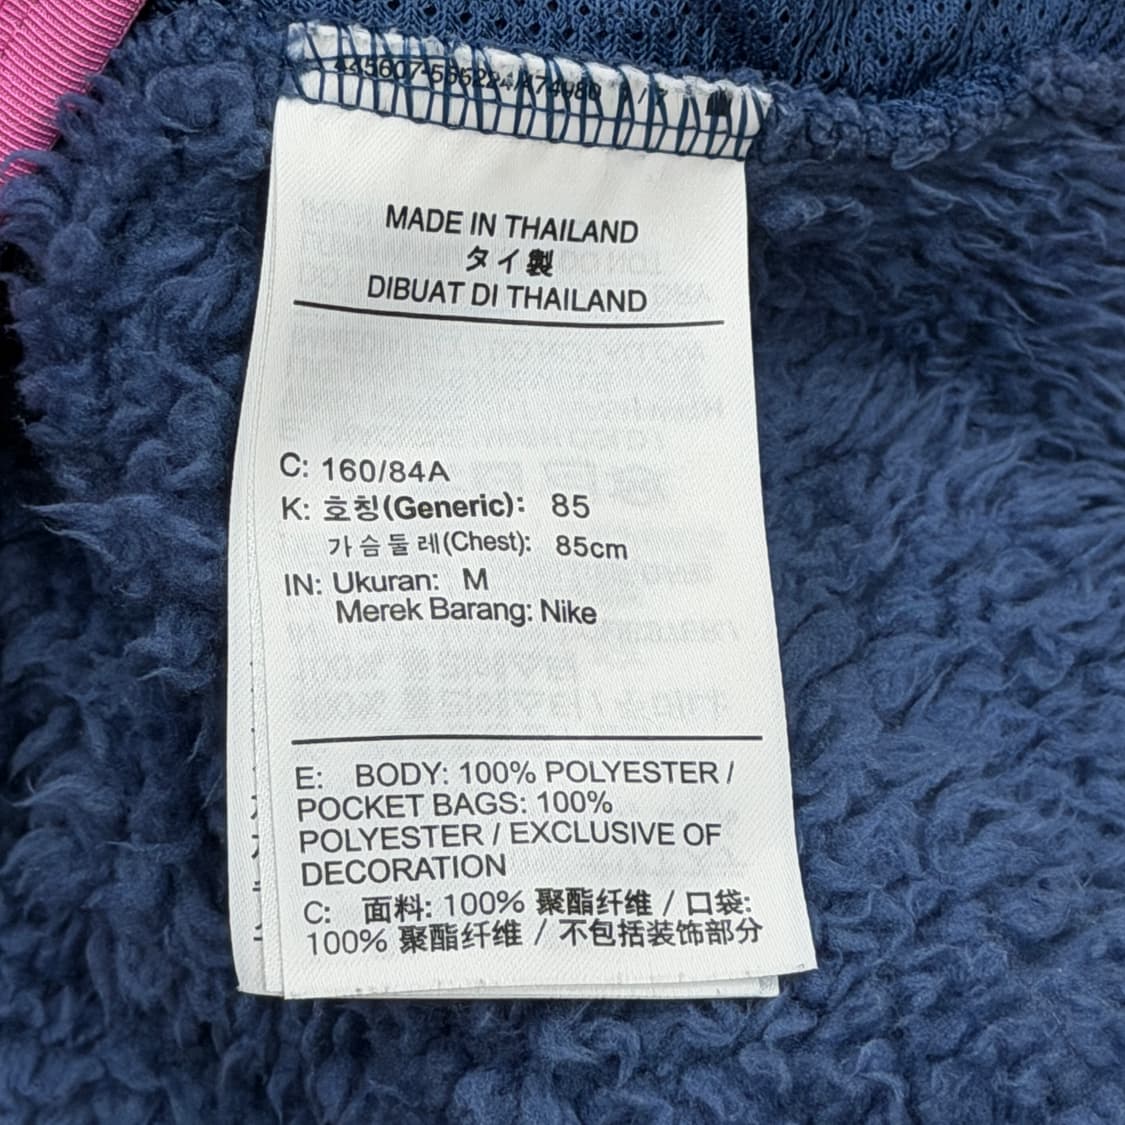 MADE IN THAILAND
タイ製
DIBUAT DI THAILAND
C: 160/84A
K: 호칭(Generic): 85
가슴둘레(Chest): 85cm
IN: Ukuran: M
Merek Barang: Nike
E: BODY: 100% POLYESTER /
POCKET BAGS: 100%
POLYESTER / EXCLUSIVE OF
DECORATION
C: 面料: 100% 聚酯纤维 / 口袋:
100% 聚酯纤维 / 不包括装饰部分